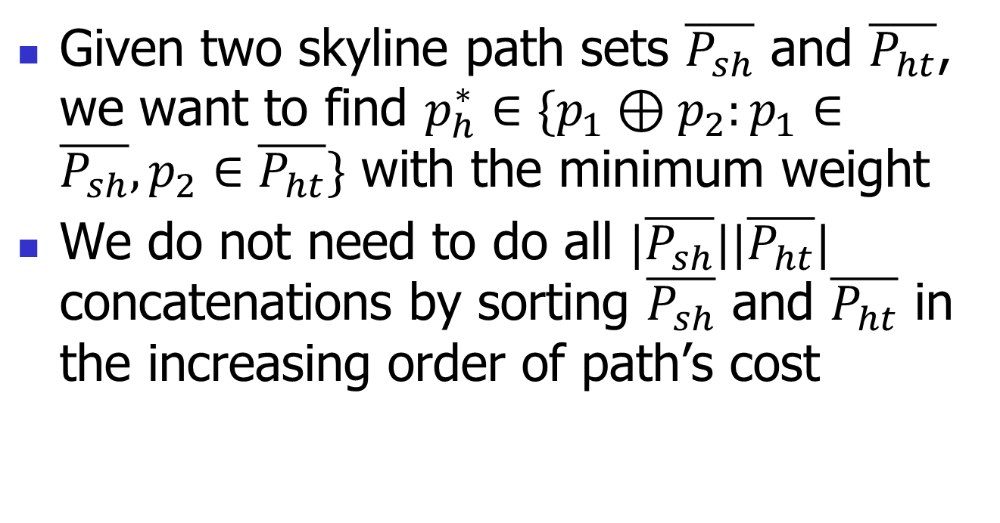 ■ Given two skyline path sets $\overline{P_{sh}}$ and $\overline{P_{ht}}$,
we want to find $p_h^* \in \{p_1 \oplus p_2 : p_1 \in$
$\overline{P_{sh}}, p_2 \in \overline{P_{ht}}\}$ with the minimum weight
■ We do not need to do all $|\overline{P_{sh}}||\overline{P_{ht}}|$
concatenations by sorting $\overline{P_{sh}}$ and $\overline{P_{ht}}$ in
the increasing order of path’s cost